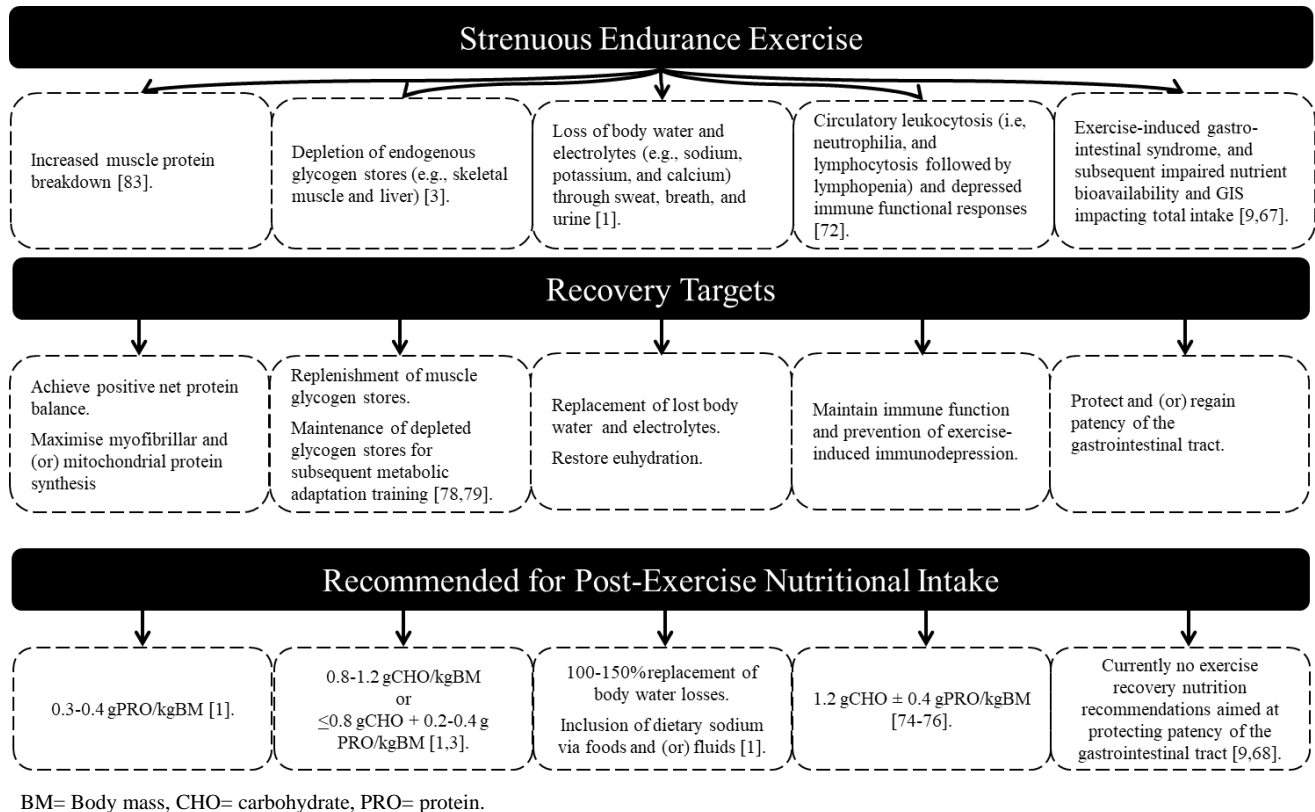 Strenuous Endurance Exercise
Increased muscle protein
breakdown [83].
Depletion of endogenous
glycogen stores (e.g., skeletal
muscle and liver) [3].
Loss of body water and
electrolytes (e.g., sodium,
potassium, and calcium)
through sweat, breath, and
urine [1].
Circulatory leukocytosis (i.e,
neutrophilia, and
lymphocytosis followed by
lymphopenia) and depressed
immune functional responses
[72].
Exercise-induced gastro-
intestinal syndrome, and
subsequent impaired nutrient
bioavailability and GIS
impacting total intake [9,67].
Recovery Targets
Achieve positive net protein
balance.
Maximise myofibrillar and
(or) mitochondrial protein
synthesis
Replenishment of muscle
glycogen stores.
Maintenance of depleted
glycogen stores for
subsequent metabolic
adaptation training [78,79].
Replacement of lost body
water and electrolytes.
Restore euhydration.
Maintain immune function
and prevention of exercise-
induced immunodepression.
Protect and (or) regain
patency of the
gastrointestinal tract.
Recommended for Post-Exercise Nutritional Intake
0.3-0.4 gPRO/kgBM [1].
0.8-1.2 gCHO/kgBM
or
≤0.8 gCHO + 0.2-0.4 g
PRO/kgBM [1,3].
100-150% replacement of
body water losses.
Inclusion of dietary sodium
via foods and (or) fluids [1].
1.2 gCHO ± 0.4 gPRO/kgBM
[74-76].
Currently no exercise
recovery nutrition
recommendations aimed at
protecting patency of the
gastrointestinal tract [9,68].
BM= Body mass, CHO= carbohydrate, PRO= protein.